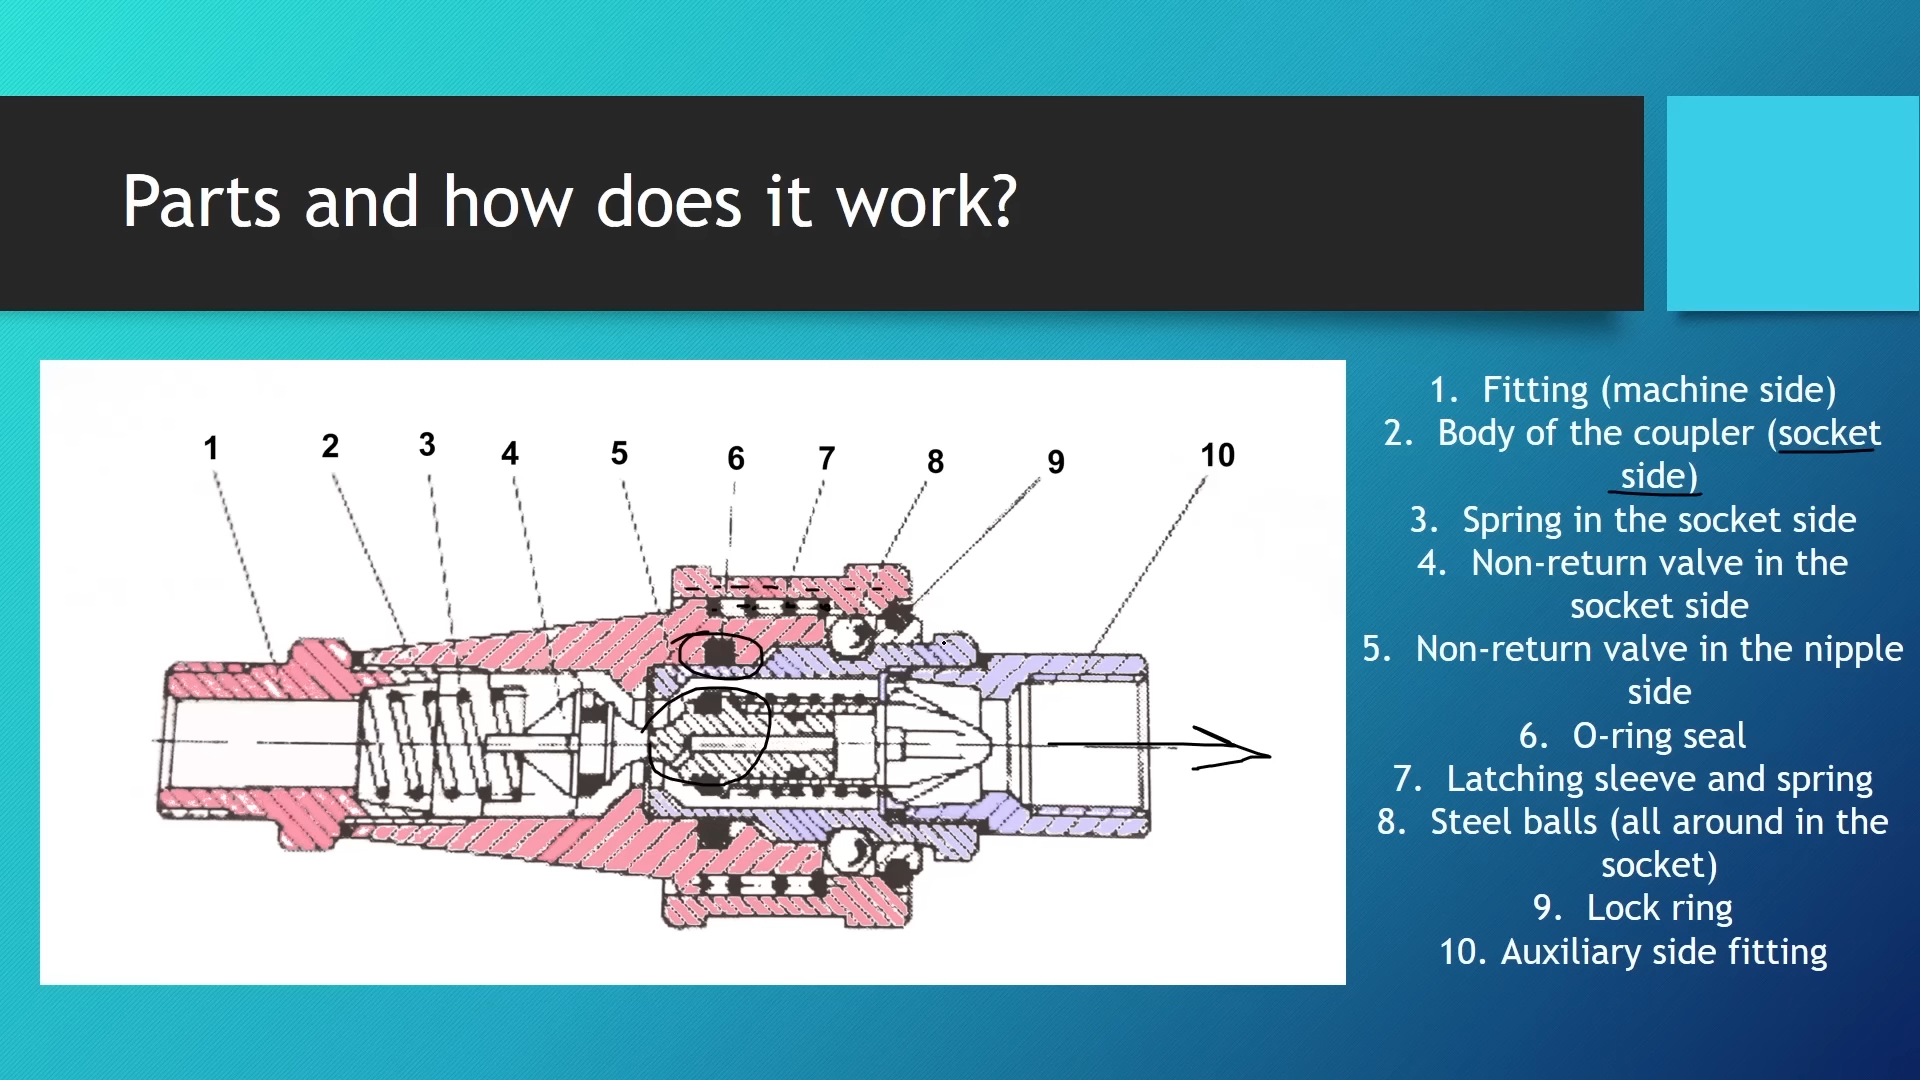 Parts and how does it work?
1 2 3 4 5 6 7 8 9 10
1. Fitting (machine side)
2. Body of the coupler (socket
side)
3. Spring in the socket side
4. Non-return valve in the
socket side
5. Non-return valve in the nipple
side
6. O-ring seal
7. Latching sleeve and spring
8. Steel balls (all around in the
socket)
9. Lock ring
10. Auxiliary side fitting